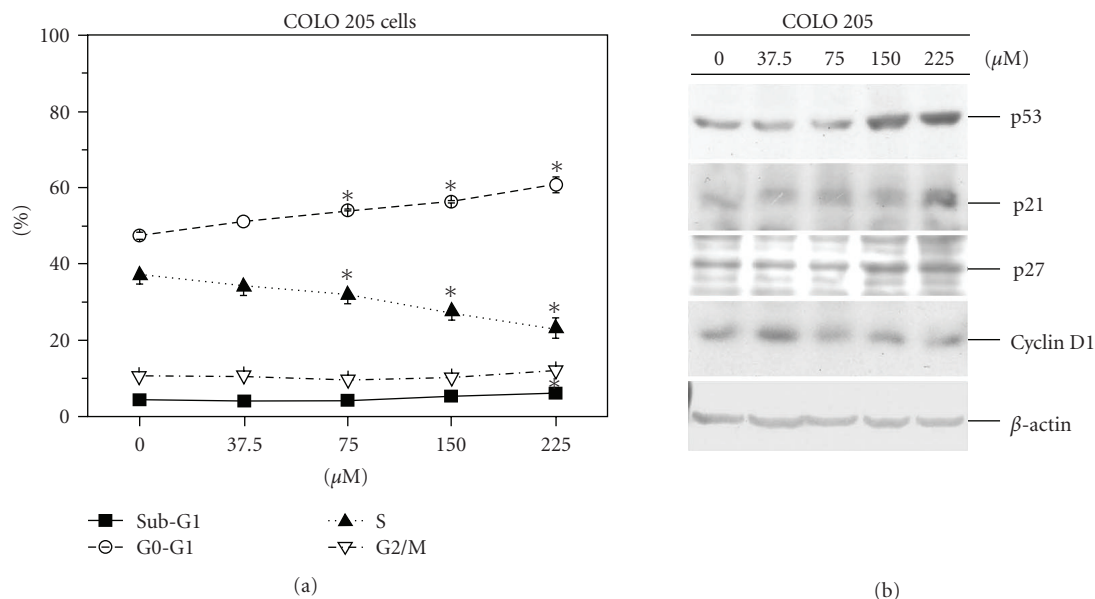 COLO 205 cells
100
80
60
40
20
0
(%)
* * *
* * *
*
0 37.5 75 150 225
(µM)
Sub-G1
G0-G1
S
G2/M
(a)
COLO 205
0 37.5 75 150 225 (µM)
p53
p21
p27
Cyclin D1
β-actin
(b)